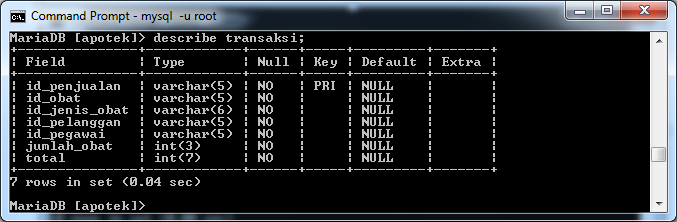 Command Prompt - mysql -u root
MariaDB [apotek]> describe transaksi;
+---------------+------------+------+-----+---------+-------+
| Field         | Type       | Null | Key | Default | Extra |
+---------------+------------+------+-----+---------+-------+
| id_penjualan  | varchar(5) | NO   | PRI | NULL    |       |
| id_obat       | varchar(5) | NO   |     | NULL    |       |
| id_jenis_obat | varchar(6) | NO   |     | NULL    |       |
| id_pelanggan  | varchar(5) | NO   |     | NULL    |       |
| id_pegawai    | varchar(5) | NO   |     | NULL    |       |
| jumlah_obat   | int(3)     | NO   |     | NULL    |       |
| total         | int(7)     | NO   |     | NULL    |       |
+---------------+------------+------+-----+---------+-------+
7 rows in set (0.04 sec)
MariaDB [apotek]>